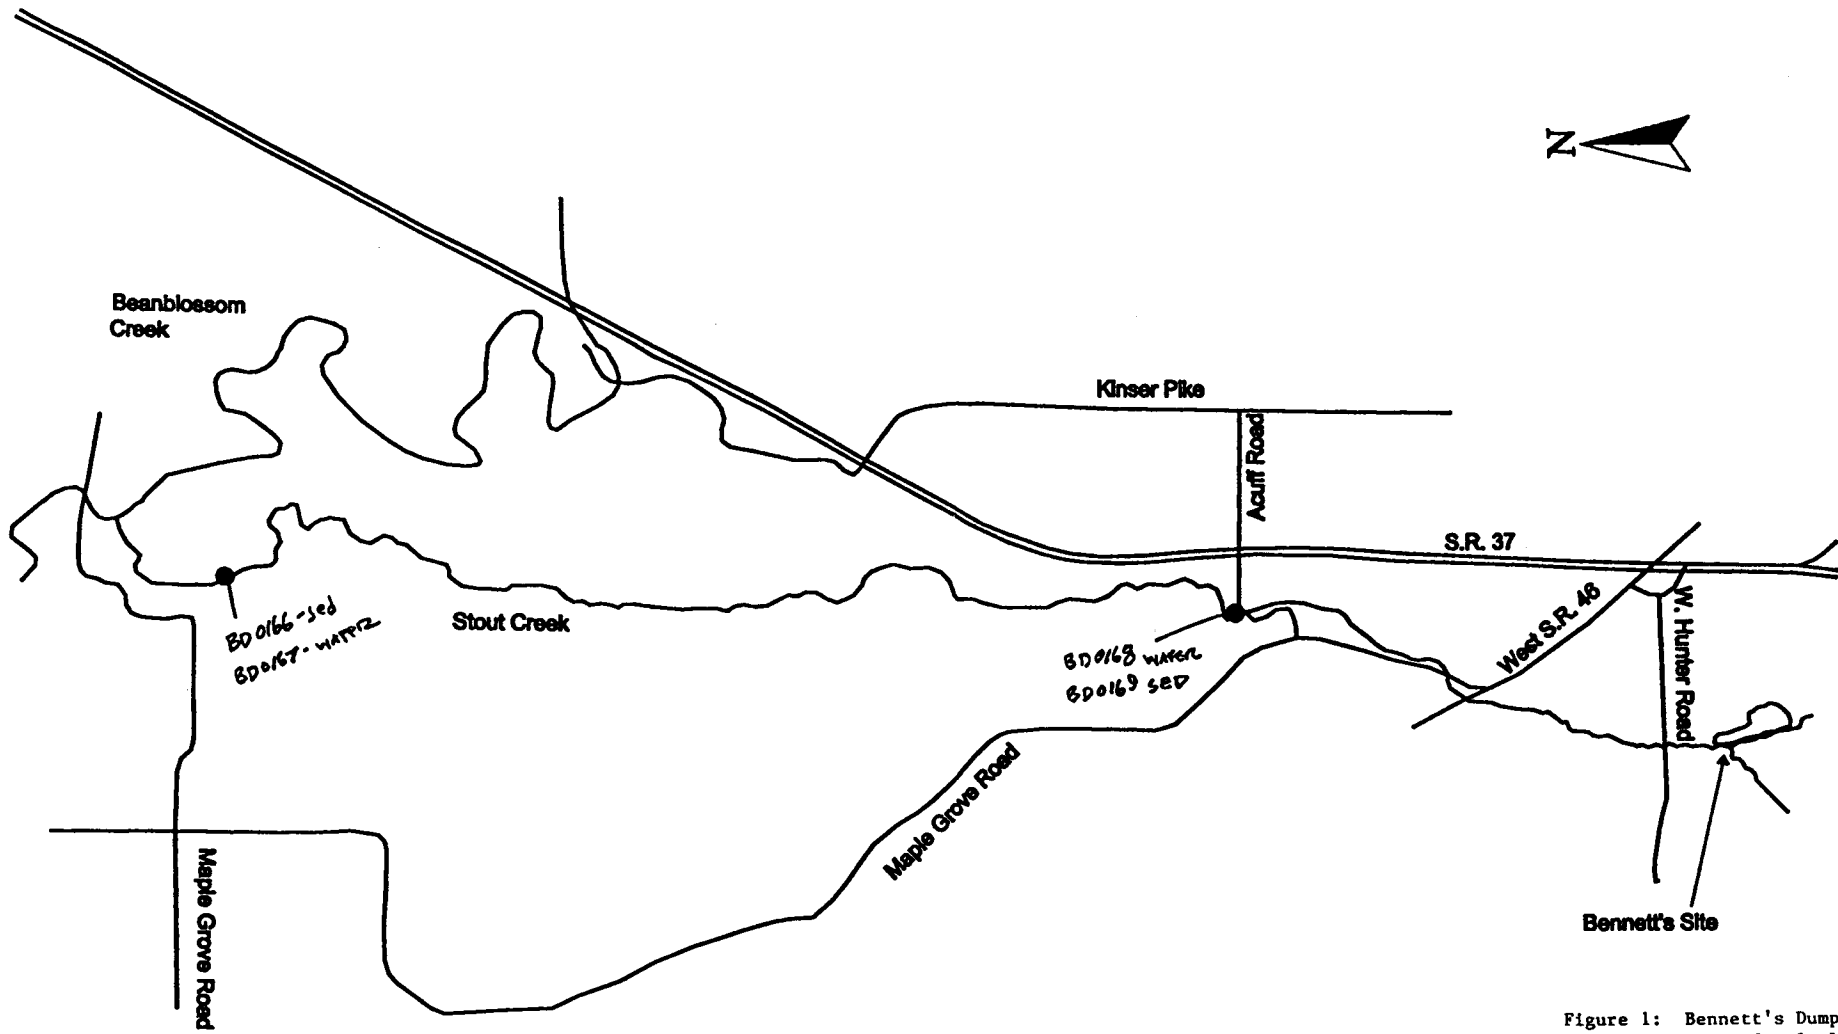 N
Beanblossom
Creek
Kinser Pike
Acuff Road
S.R. 37
BD0166-sed
BD0167-WATER
Stout Creek
BD0168 WATER
BD0169 SED
West S.R. 46
W. Hunter Road
Maple Grove Road
Maple Grove Road
Bennett's Site
Figure 1: Bennett's Dump